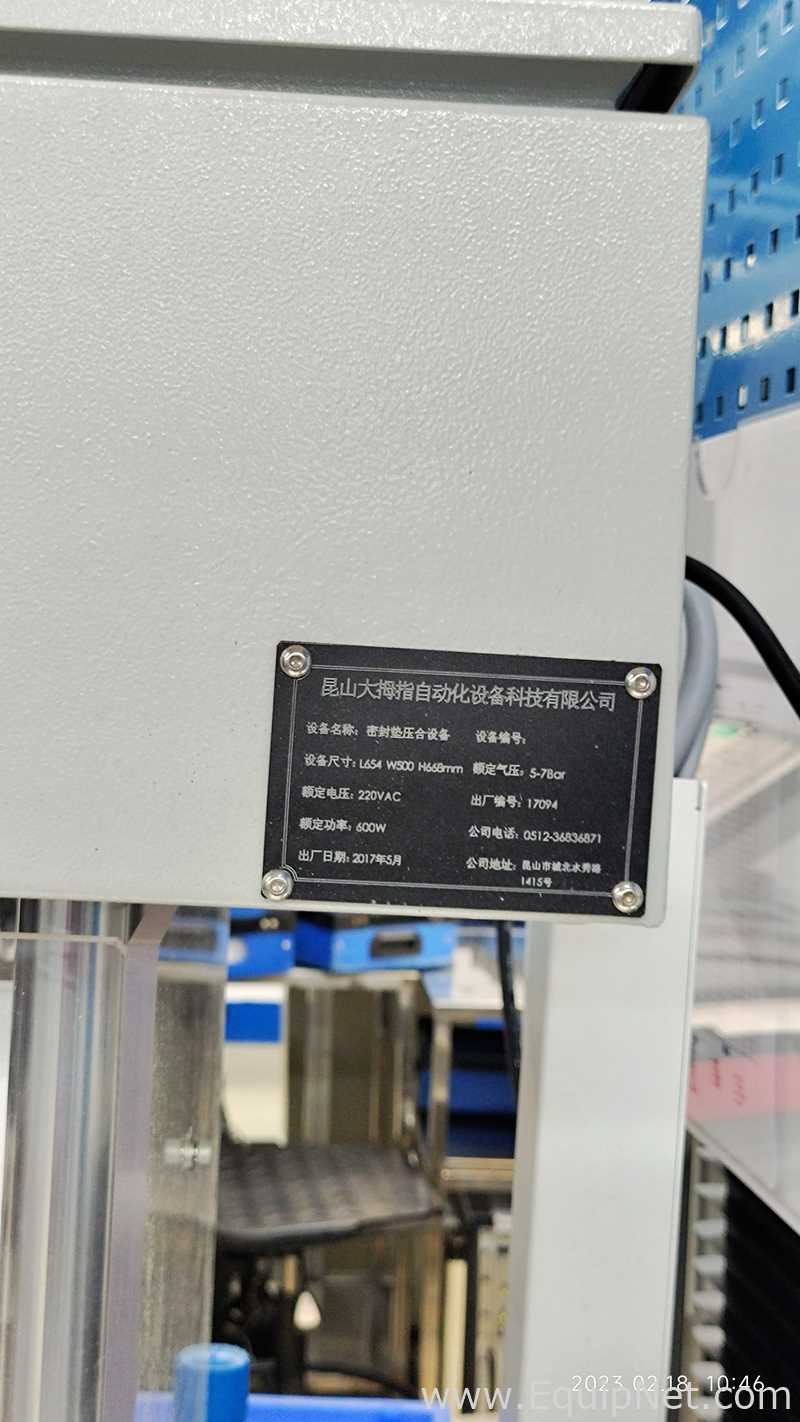 昆山大拇指自动化设备科技有限公司
设备名称: 密封垫压合设备 设备编号:
设备尺寸: L654 W500 H668mm 额定气压: 5-7Bar
额定电压: 220VAC 出厂编号: 17094
额定功率: 600W 公司电话: 0512-36836871
出厂日期: 2017年5月 公司地址: 昆山市城北水秀路
1415号
2023 02.18 10:46
www.EquipNet.com